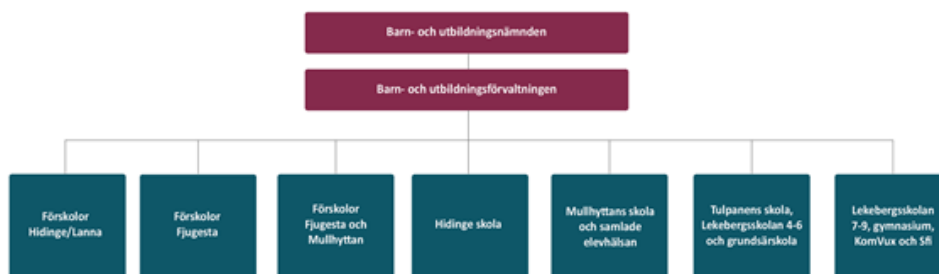 Barn- och utbildningsnämnden
Barn- och utbildningsförvaltningen
Förskolor
Hidinge/Lanna
Förskolor
Fjugesta
Förskolor
Fjugesta och
Mullhyttan
Hidinge skola
Mullhyttans skola
och samlade
elevhälsan
Tulpanens skola,
Lekebergsskolan 4-6
och grundsärskola
Lekebergsskolan
7-9, gymnasium,
KomVux och Sfi